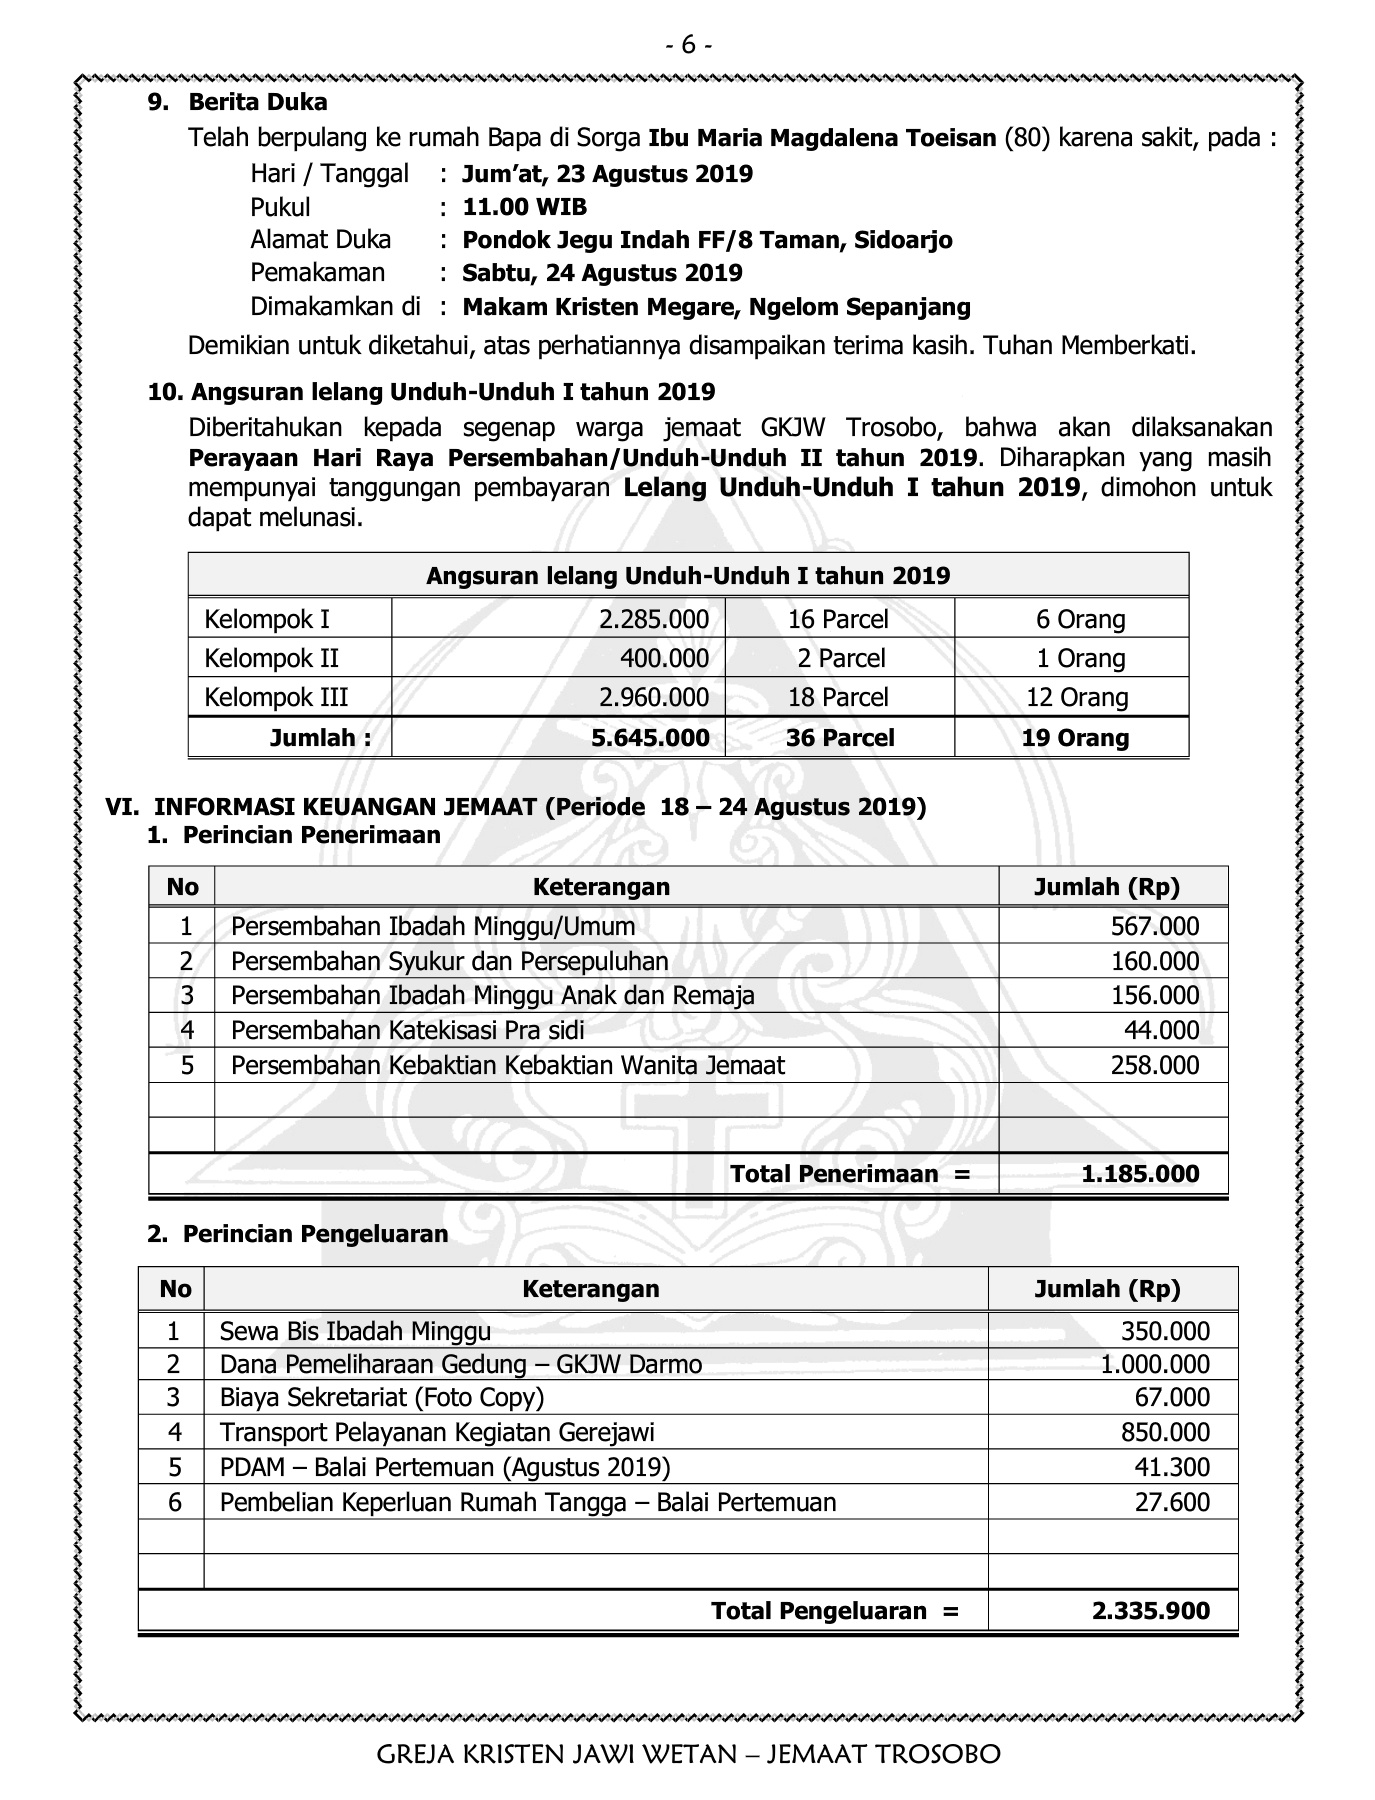 - 6 -
9. Berita Duka
Telah berpulang ke rumah Bapa di Sorga Ibu Maria Magdalena Toeisan (80) karena sakit, pada :
Hari / Tanggal : Jum'at, 23 Agustus 2019
Pukul : 11.00 WIB
Alamat Duka : Pondok Jegu Indah FF/8 Taman, Sidoarjo
Pemakaman : Sabtu, 24 Agustus 2019
Dimakamkan di : Makam Kristen Megare, Ngelom Sepanjang
Demikian untuk diketahui, atas perhatiannya disampaikan terima kasih. Tuhan Memberkati.
10. Angsuran lelang Unduh-Unduh I tahun 2019
Diberitahukan kepada segenap warga jemaat GKJW Trosobo, bahwa akan dilaksanakan
Perayaan Hari Raya Persembahan/Unduh-Unduh II tahun 2019. Diharapkan yang masih
mempunyai tanggungan pembayaran Lelang Unduh-Unduh I tahun 2019, dimohon untuk
dapat melunasi.
Angsuran lelang Unduh-Unduh I tahun 2019
Kelompok I 2.285.000 16 Parcel 6 Orang
Kelompok II 400.000 2 Parcel 1 Orang
Kelompok III 2.960.000 18 Parcel 12 Orang
Jumlah : 5.645.000 36 Parcel 19 Orang
VI. INFORMASI KEUANGAN JEMAAT (Periode 18 – 24 Agustus 2019)
1. Perincian Penerimaan
No Keterangan Jumlah (Rp)
1 Persembahan Ibadah Minggu/Umum 567.000
2 Persembahan Syukur dan Persepuluhan 160.000
3 Persembahan Ibadah Minggu Anak dan Remaja 156.000
4 Persembahan Katekisasi Pra sidi 44.000
5 Persembahan Kebaktian Kebaktian Wanita Jemaat 258.000
Total Penerimaan = 1.185.000
2. Perincian Pengeluaran
No Keterangan Jumlah (Rp)
1 Sewa Bis Ibadah Minggu 350.000
2 Dana Pemeliharaan Gedung – GKJW Darmo 1.000.000
3 Biaya Sekretariat (Foto Copy) 67.000
4 Transport Pelayanan Kegiatan Gerejawi 850.000
5 PDAM – Balai Pertemuan (Agustus 2019) 41.300
6 Pembelian Keperluan Rumah Tangga – Balai Pertemuan 27.600
Total Pengeluaran = 2.335.900
GREJA KRISTEN JAWI WETAN – JEMAAT TROSOBO